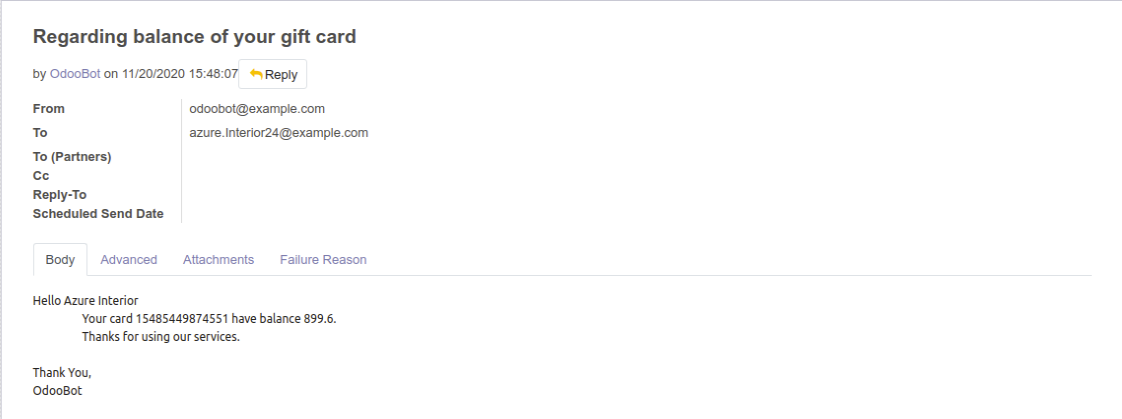 Regarding balance of your gift card
by OdooBot on 11/20/2020 15:48:07 Reply
From odoobot@example.com
To azure.Interior24@example.com
To (Partners)
Cc
Reply-To
Scheduled Send Date
Body Advanced Attachments Failure Reason
Hello Azure Interior
Your card 15485449874551 have balance 899.6.
Thanks for using our services.
Thank You,
OdooBot